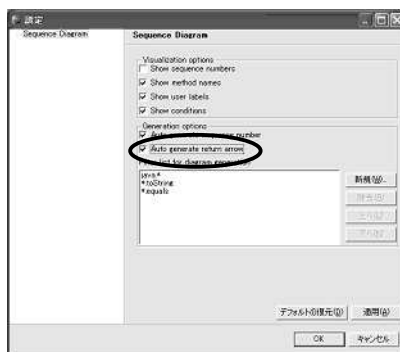 設定
Sequence Diagram
Sequence Diagram
Visualization options
Show sequence numbers
Show method names
Show user labels
Show conditions
Generation options
Auto generate return arrow
java.*
*.toString
*.equals
新規(W)...
デフォルトの復元(D)
適用(A)
OK
キャンセル